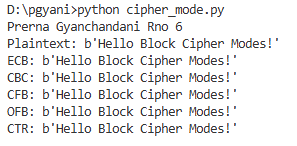 D:\pgyani>python cipher_mode.py
Prerna Gyanchandani Rno 6
Plaintext: b'Hello Block Cipher Modes!'
ECB: b'Hello Block Cipher Modes!'
CBC: b'Hello Block Cipher Modes!'
CFB: b'Hello Block Cipher Modes!'
OFB: b'Hello Block Cipher Modes!'
CTR: b'Hello Block Cipher Modes!'